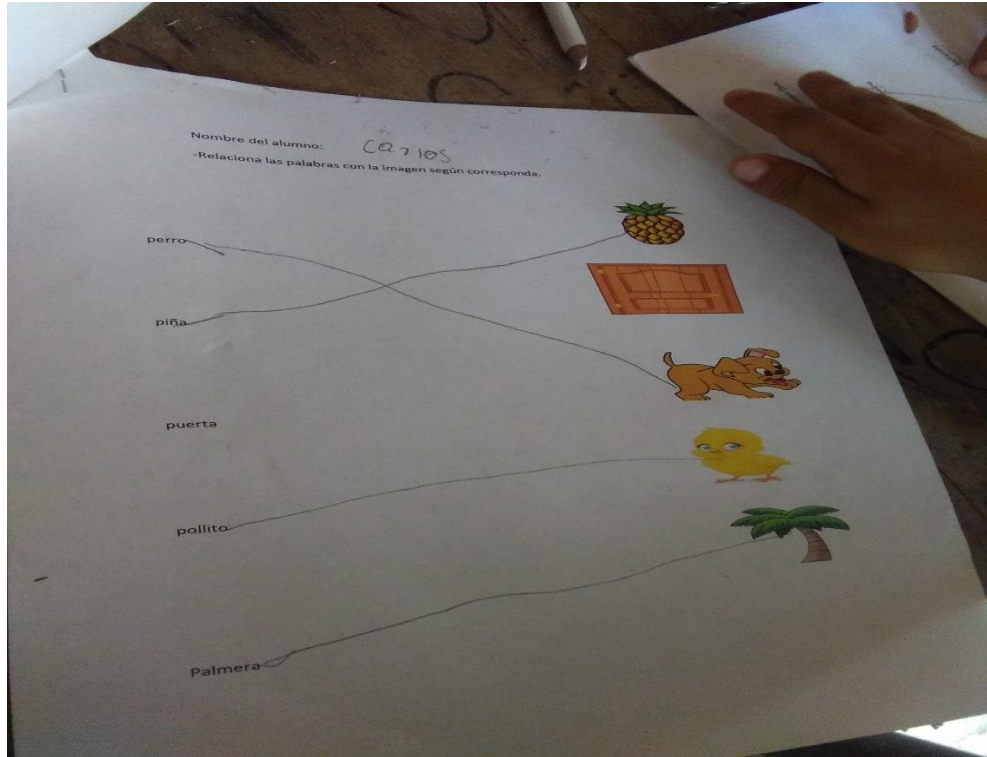 Nombre del alumno: Carlos
-Relaciona las palabras con la imagen según corresponda.
perro
piña
puerta
pollito
Palmera